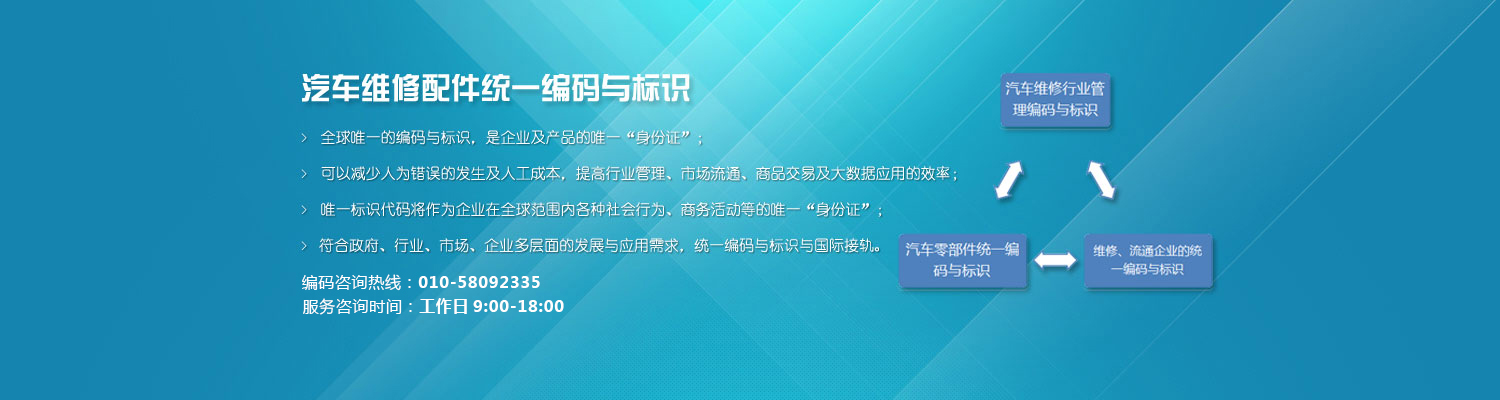 汽车维修配件统一编码与标识
全球唯一的编码与标识，是企业及产品的唯一“身份证”；
可以减少人为错误的发生及人工成本，提高行业管理、市场流通、商品交易及大数据应用的效率；
唯一标识代码将作为企业在全球范围内各种社会行为、商务活动等的唯一“身份证”；
符合政府、行业、市场、企业多层面的发展与应用需求，统一编码与标识与国际接轨。
编码咨询热线：010-58092335
服务咨询时间：工作日 9:00-18:00
汽车维修行业管
理编码与标识
汽车零部件统一编
码与标识
维修、流通企业的统
一编码与标识